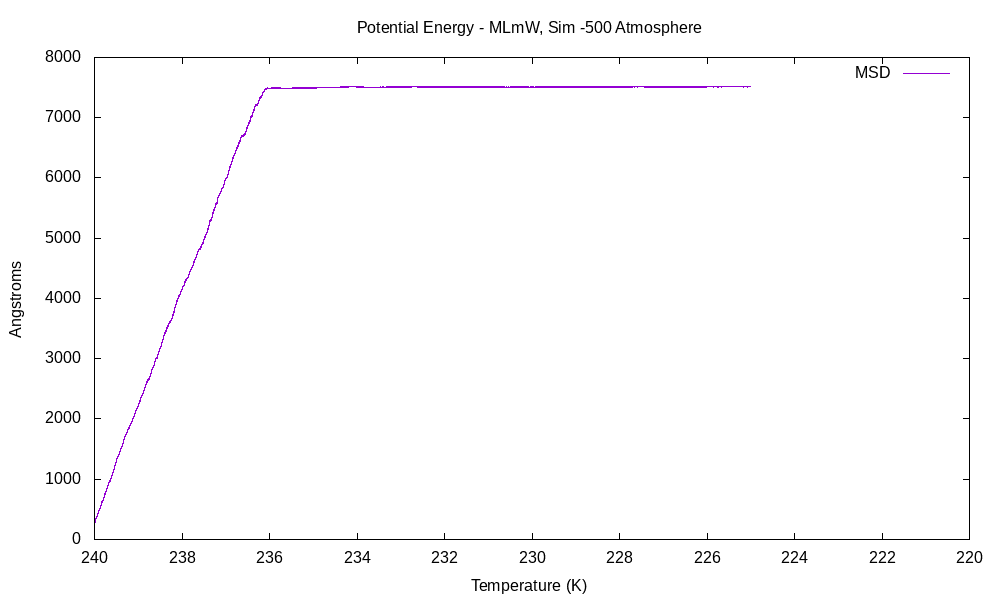 Potential Energy - MLmW, Sim -500 Atmosphere
MSD
8000
7000
6000
5000
4000
3000
2000
1000
0
Angstroms
240 238 236 234 232 230 228 226 224 222 220
Temperature (K)